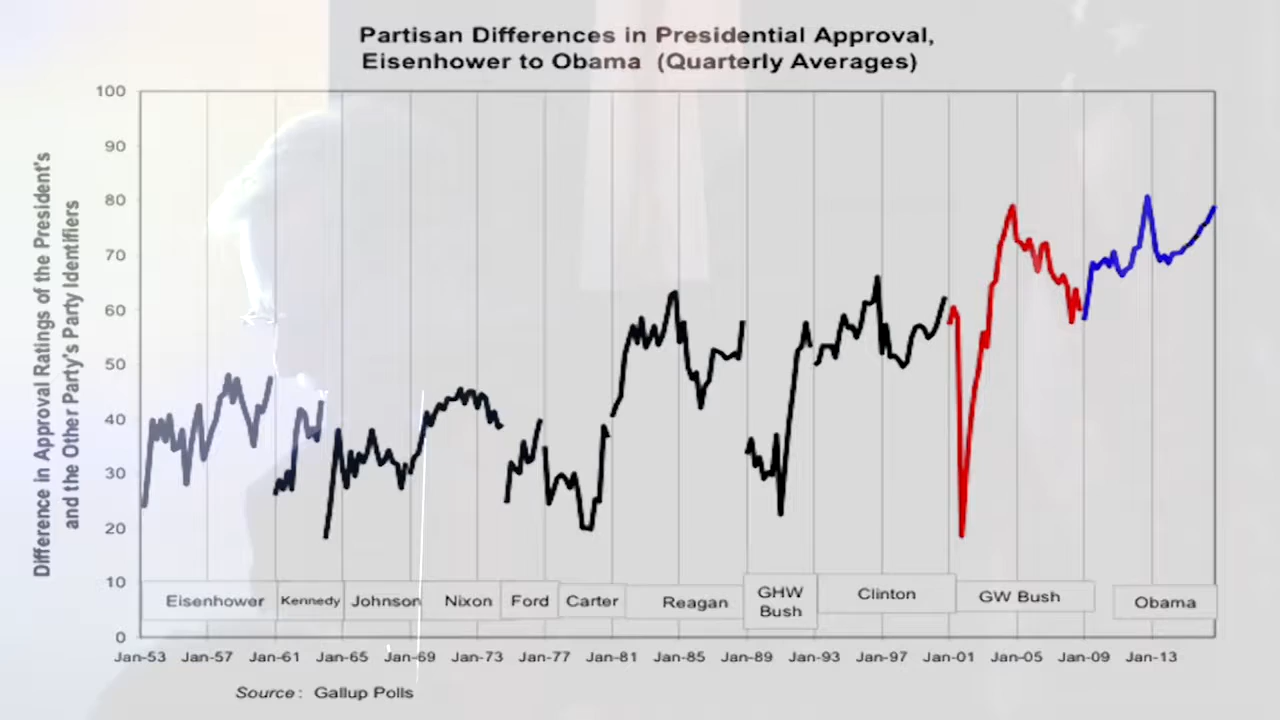 Partisan Differences in Presidential Approval,
Eisenhower to Obama (Quarterly Averages)
Difference in Approval Ratings of the President's
and the Other Party's Party Identifiers
100
90
80
70
60
50
40
30
20
10
0
Eisenhower
Kennedy
Johnson
Nixon
Ford
Carter
Reagan
GHW
Bush
Clinton
GW Bush
Obama
Jan-53 Jan-57 Jan-61 Jan-65 Jan-69 Jan-73 Jan-77 Jan-81 Jan-85 Jan-89 Jan-93 Jan-97 Jan-01 Jan-05 Jan-09 Jan-13
Source: Gallup Polls